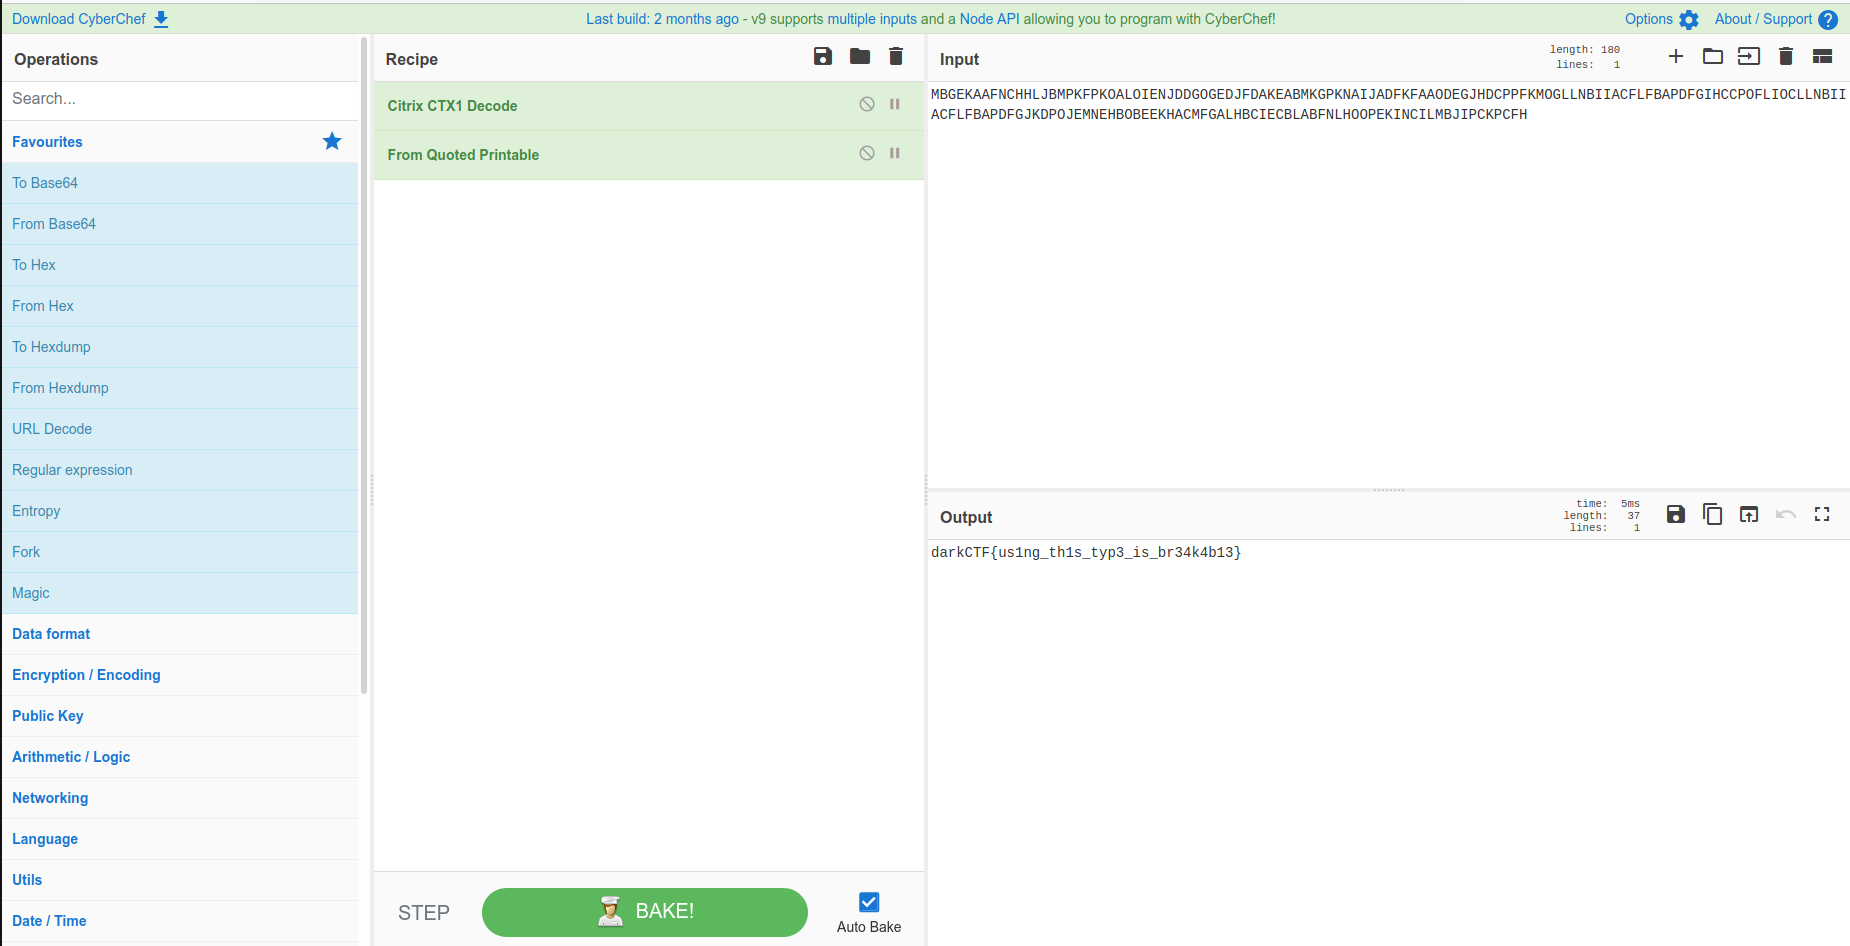 Download CyberChef
Last build: 2 months ago - v9 supports multiple inputs and a Node API allowing you to program with CyberChef!
Options
About / Support
Operations
Search...
Favourites
To Base64
From Base64
To Hex
From Hex
To Hexdump
From Hexdump
URL Decode
Regular expression
Entropy
Fork
Magic
Data format
Encryption / Encoding
Public Key
Arithmetic / Logic
Networking
Language
Utils
Date / Time
Recipe
Citrix CTX1 Decode
From Quoted Printable
STEP
BAKE!
Auto Bake
Input
length: 180
lines: 1
MBGEKAAFNCHHLJBMPKFPKOALOIENJDDGOGEDJFDAKEABMKGPKNAIJADFKFAAODEGJHDCPPFKMOGLLNBIIACFLFBAPDFGIHCCPOFLIOCLLNBII
ACFLFBAPDFGJKDPOJEMNEHBOBEEKHACMFGALHBCIECBLABFNLHOOPEKINCILMBJIPCKPCFH
Output
time: 5ms
length: 37
lines: 1
darkCTF{us1ng_th1s_typ3_is_br34k4b13}